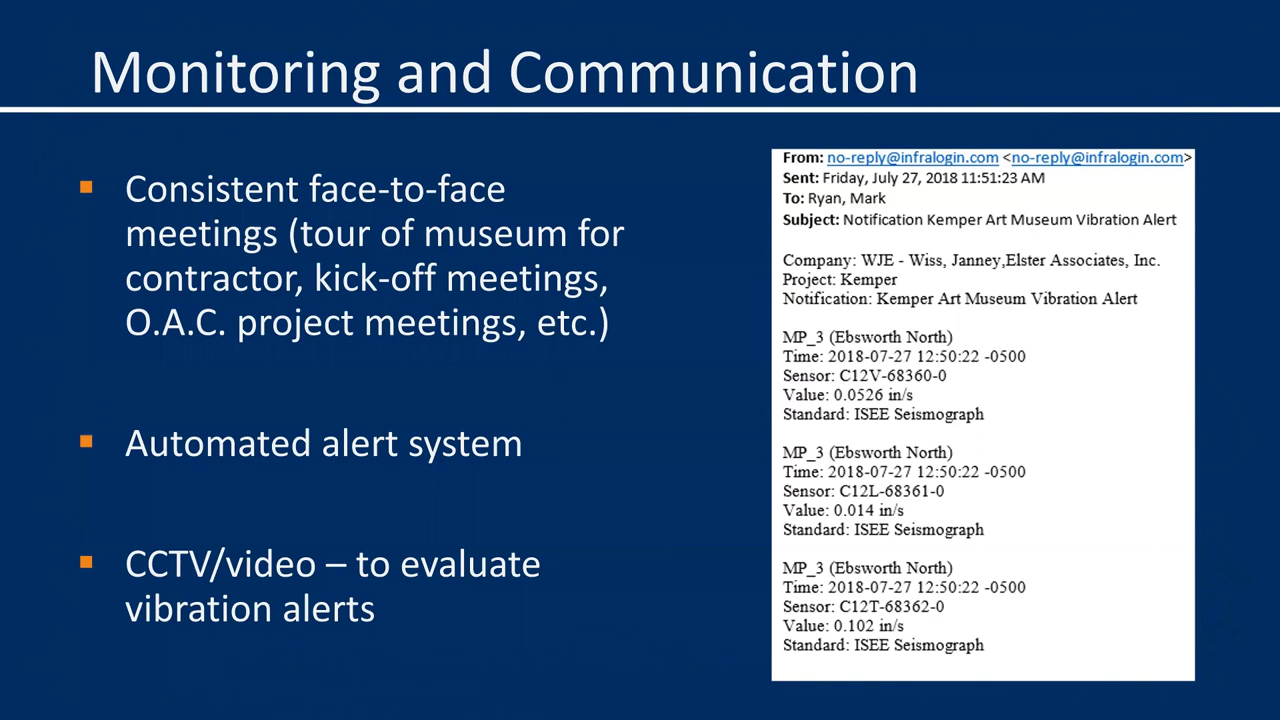 Monitoring and Communication
Consistent face-to-face
meetings (tour of museum for
contractor, kick-off meetings,
O.A.C. project meetings, etc.)
Automated alert system
CCTV/video – to evaluate
vibration alerts
From: no-reply@infralogin.com <no-reply@infralogin.com>
Sent: Friday, July 27, 2018 11:51:23 AM
To: Ryan, Mark
Subject: Notification Kemper Art Museum Vibration Alert
Company: WJE - Wiss, Janney,Elster Associates, Inc.
Project: Kemper
Notification: Kemper Art Museum Vibration Alert
MP_3 (Ebsworth North)
Time: 2018-07-27 12:50:22 -0500
Sensor: C12V-68360-0
Value: 0.0526 in/s
Standard: ISEE Seismograph
MP_3 (Ebsworth North)
Time: 2018-07-27 12:50:22 -0500
Sensor: C12L-68361-0
Value: 0.014 in/s
Standard: ISEE Seismograph
MP_3 (Ebsworth North)
Time: 2018-07-27 12:50:22 -0500
Sensor: C12T-68362-0
Value: 0.102 in/s
Standard: ISEE Seismograph